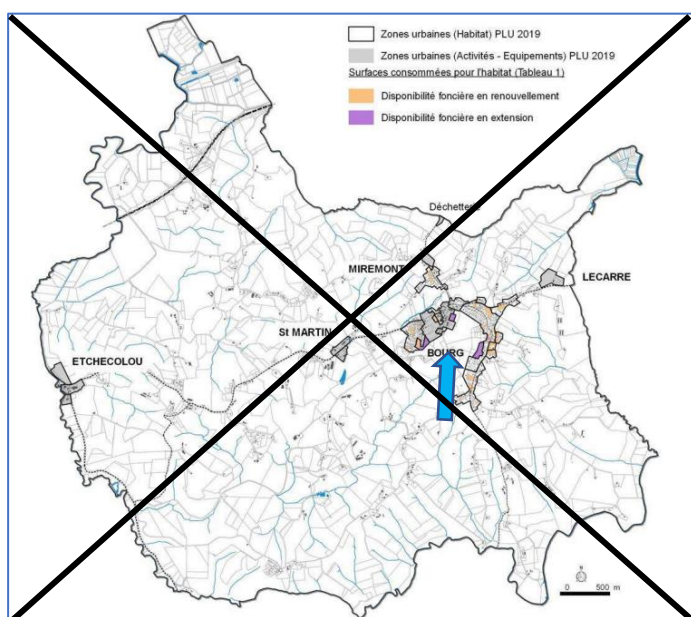 Zones urbaines (Habitat) PLU 2019
Zones urbaines (Activités - Equipements) PLU 2019
Surfaces consommées pour l'habitat (Tableau 1)
Disponibilité foncière en renouvellement
Disponibilité foncière en extension
Déchetterie
MIREMONT
LECARRE
St MARTIN
BOURG
ETCHECOLOU
N
0 500 m